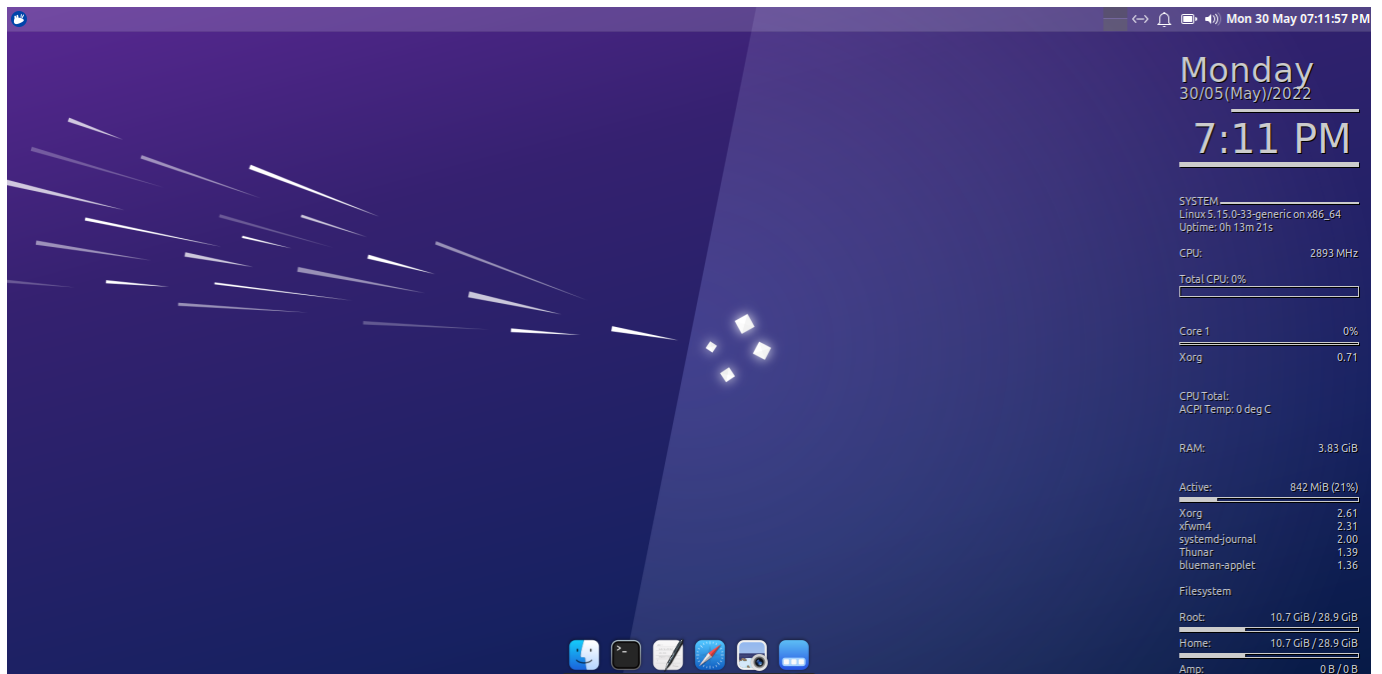 Mon 30 May 07:11:57 PM
Monday
30/05(May)/2022
7:11 PM
SYSTEM
Linux 5.15.0-33-generic on x86_64
Uptime: 0h 13m 21s
CPU: 2893 MHz
Total CPU: 0%
Core 1 0%
Xorg 0.71
CPU Total:
ACPI Temp: 0 deg C
RAM: 3.83 GiB
Active: 842 MiB (21%)
Xorg 2.61
xfwm4 2.31
systemd-journal 2.00
Thunar 1.39
blueman-applet 1.36
Filesystem
Root: 10.7 GiB / 28.9 GiB
Home: 10.7 GiB / 28.9 GiB
Amp: 0 B / 0 B
>_